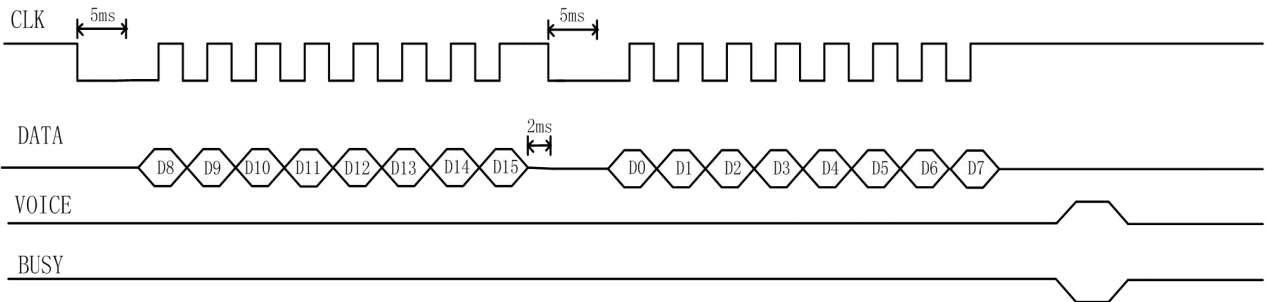 CLK 5ms 5ms
DATA 2ms
D8 D9 D10 D11 D12 D13 D14 D15 D0 D1 D2 D3 D4 D5 D6 D7
VOICE
BUSY